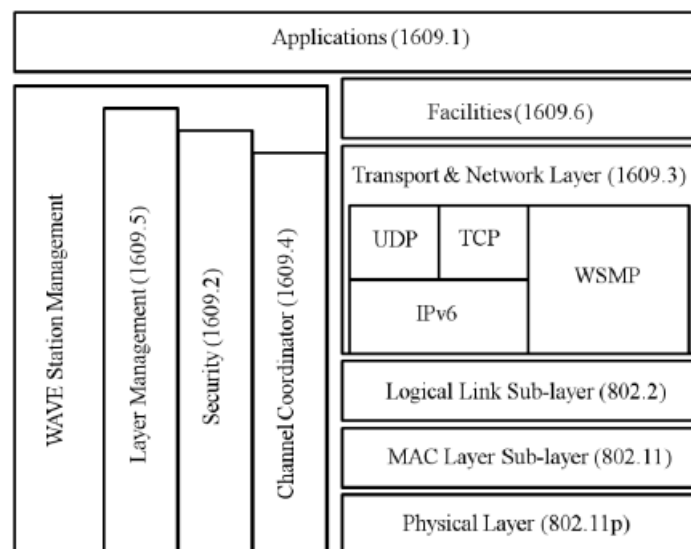 Applications (1609.1)
WAVE Station Management
Layer Management (1609.5)
Security (1609.2)
Channel Coordinator (1609.4)
Facilities (1609.6)
Transport & Network Layer (1609.3)
UDP
TCP
WSMP
IPv6
Logical Link Sub-layer (802.2)
MAC Layer Sub-layer (802.11)
Physical Layer (802.11p)